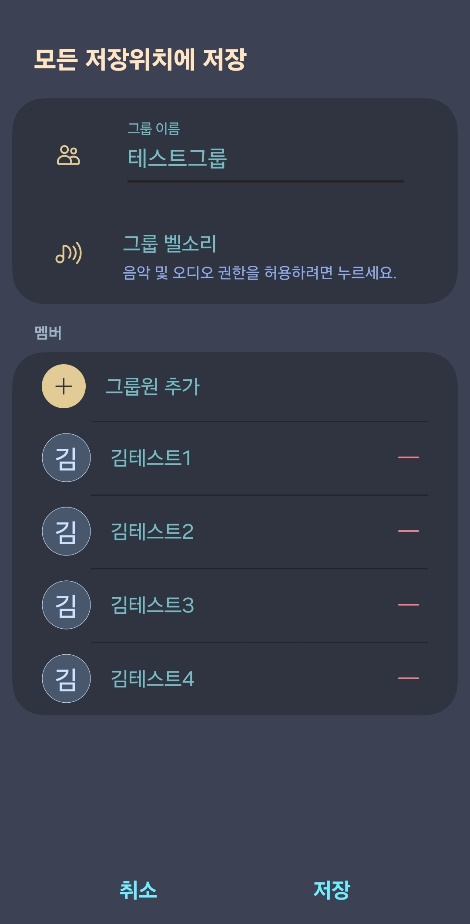 모든 저장위치에 저장
그룹 이름
테스트그룹
그룹 벨소리
음악 및 오디오 권한을 허용하려면 누르세요.
멤버
그룹원 추가
김
김테스트1
김
김테스트2
김
김테스트3
김
김테스트4
취소
저장